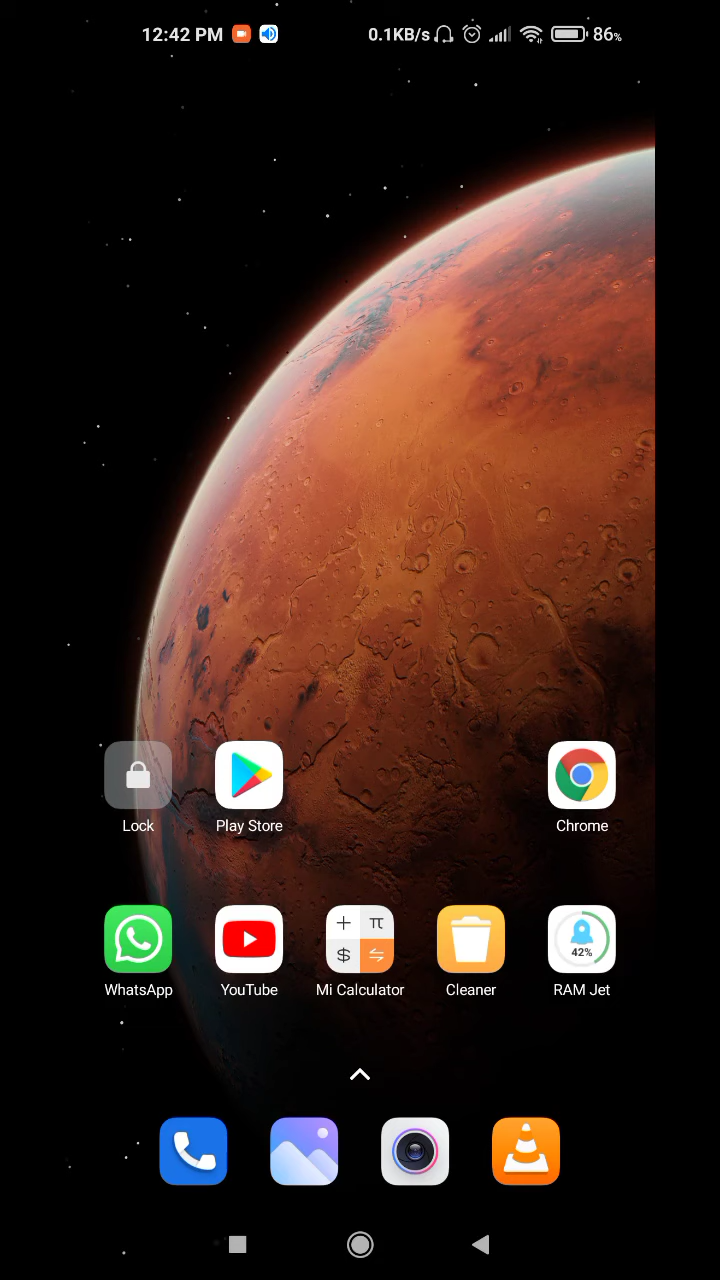 12:42 PM 0.1KB/s 86%
Lock Play Store Chrome
+ π
$
42%
WhatsApp YouTube Mi Calculator Cleaner RAM Jet